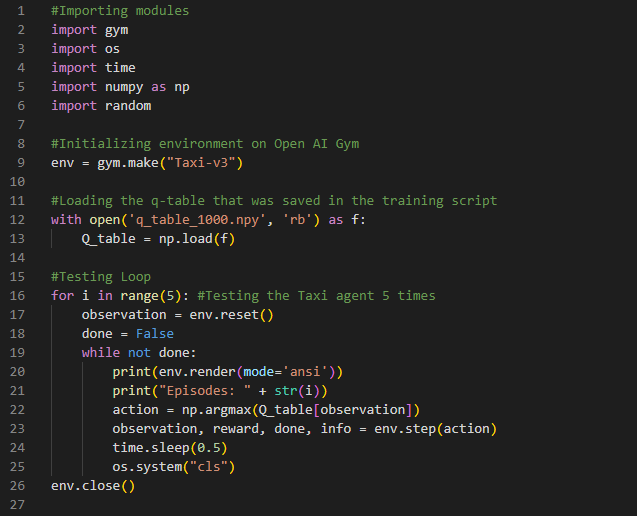 1 #Importing modules
2 import gym
3 import os
4 import time
5 import numpy as np
6 import random
7
8 #Initializing environment on Open AI Gym
9 env = gym.make("Taxi-v3")
10
11 #Loading the q-table that was saved in the training script
12 with open('q_table_1000.npy', 'rb') as f:
13     Q_table = np.load(f)
14
15 #Testing Loop
16 for i in range(5): #Testing the Taxi agent 5 times
17     observation = env.reset()
18     done = False
19     while not done:
20         print(env.render(mode='ansi'))
21         print("Episodes: " + str(i))
22         action = np.argmax(Q_table[observation])
23         observation, reward, done, info = env.step(action)
24         time.sleep(0.5)
25         os.system("cls")
26 env.close()
27